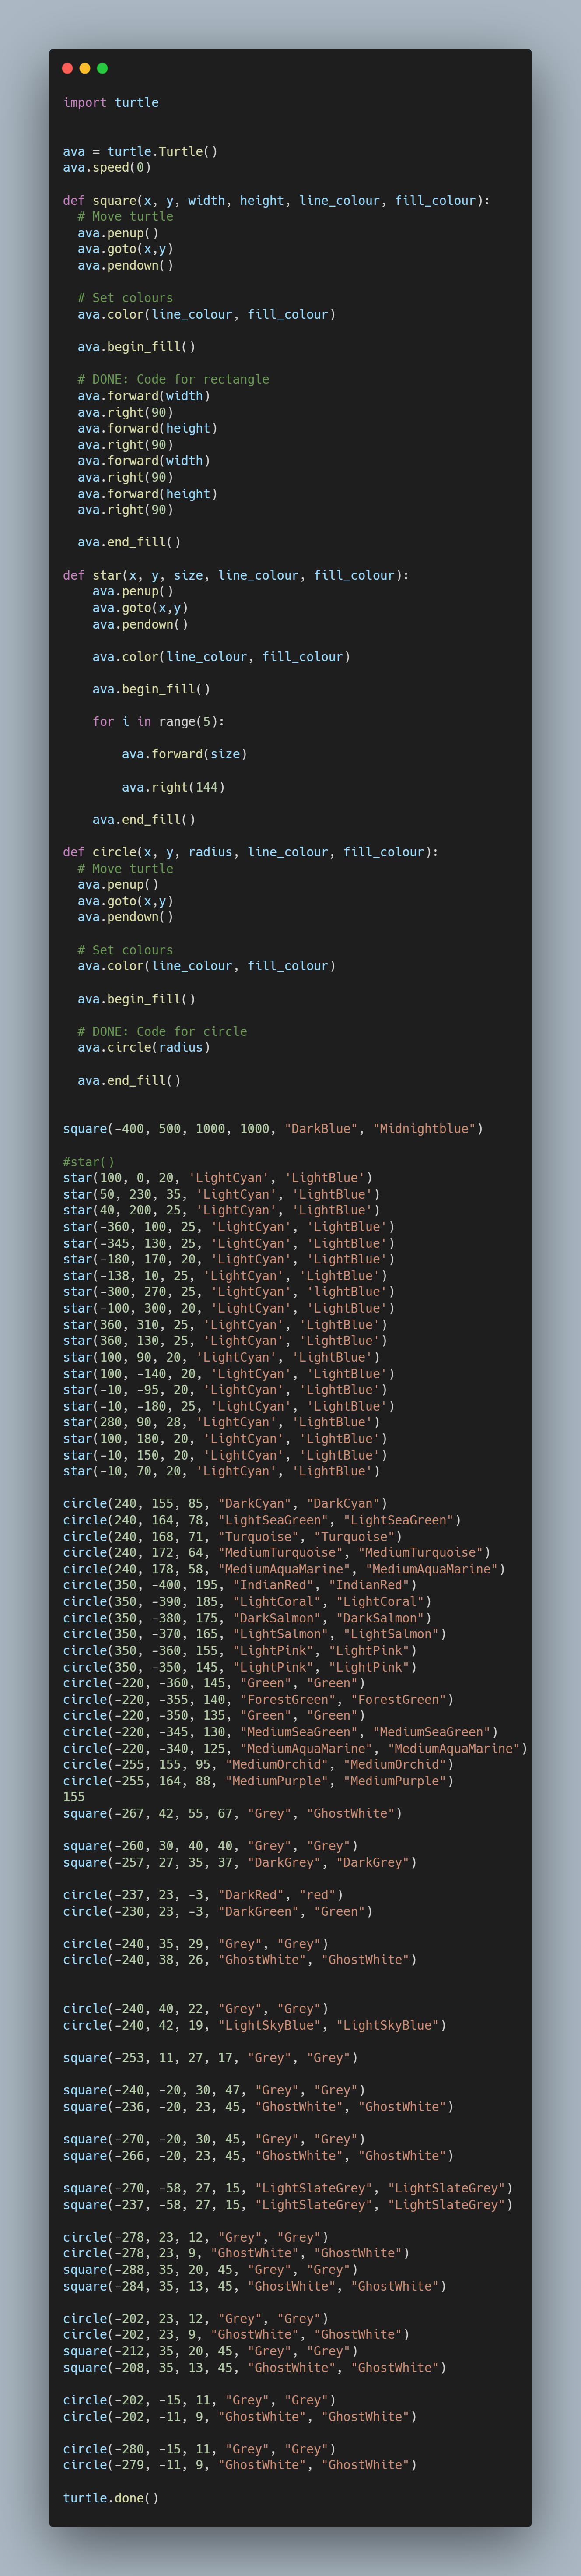 import turtle
ava = turtle.Turtle()
ava.speed(0)
def square(x, y, width, height, line_colour, fill_colour):
  # Move turtle
  ava.penup()
  ava.goto(x,y)
  ava.pendown()
  # Set colours
  ava.color(line_colour, fill_colour)
  ava.begin_fill()
  # DONE: Code for rectangle
  ava.forward(width)
  ava.right(90)
  ava.forward(height)
  ava.right(90)
  ava.forward(width)
  ava.right(90)
  ava.forward(height)
  ava.right(90)
  ava.end_fill()
def star(x, y, size, line_colour, fill_colour):
    ava.penup()
    ava.goto(x,y)
    ava.pendown()
    ava.color(line_colour, fill_colour)
    ava.begin_fill()
    for i in range(5):
        ava.forward(size)
        ava.right(144)
    ava.end_fill()
def circle(x, y, radius, line_colour, fill_colour):
  # Move turtle
  ava.penup()
  ava.goto(x,y)
  ava.pendown()
  # Set colours
  ava.color(line_colour, fill_colour)
  ava.begin_fill()
  # DONE: Code for circle
  ava.circle(radius)
  ava.end_fill()
square(-400, 500, 1000, 1000, "DarkBlue", "Midnightblue")
#star()
star(100, 0, 20, 'LightCyan', 'LightBlue')
star(50, 230, 35, 'LightCyan', 'LightBlue')
star(40, 200, 25, 'LightCyan', 'LightBlue')
star(-360, 100, 25, 'LightCyan', 'LightBlue')
star(-345, 130, 25, 'LightCyan', 'LightBlue')
star(-180, 170, 20, 'LightCyan', 'LightBlue')
star(-138, 10, 25, 'LightCyan', 'LightBlue')
star(-300, 270, 25, 'LightCyan', 'lightBlue')
star(-100, 300, 20, 'LightCyan', 'LightBlue')
star(360, 310, 25, 'LightCyan', 'LightBlue')
star(360, 130, 25, 'LightCyan', 'LightBlue')
star(100, 90, 20, 'LightCyan', 'LightBlue')
star(100, -140, 20, 'LightCyan', 'LightBlue')
star(-10, -95, 20, 'LightCyan', 'LightBlue')
star(-10, -180, 25, 'LightCyan', 'LightBlue')
star(280, 90, 28, 'LightCyan', 'LightBlue')
star(100, 180, 20, 'LightCyan', 'LightBlue')
star(-10, 150, 20, 'LightCyan', 'LightBlue')
star(-10, 70, 20, 'LightCyan', 'LightBlue')
circle(240, 155, 85, "DarkCyan", "DarkCyan")
circle(240, 164, 78, "LightSeaGreen", "LightSeaGreen")
circle(240, 168, 71, "Turquoise", "Turquoise")
circle(240, 172, 64, "MediumTurquoise", "MediumTurquoise")
circle(240, 178, 58, "MediumAquaMarine", "MediumAquaMarine")
circle(350, -400, 195, "IndianRed", "IndianRed")
circle(350, -390, 185, "LightCoral", "LightCoral")
circle(350, -380, 175, "DarkSalmon", "DarkSalmon")
circle(350, -370, 165, "LightSalmon", "LightSalmon")
circle(350, -360, 155, "LightPink", "LightPink")
circle(350, -350, 145, "LightPink", "LightPink")
circle(-220, -360, 145, "Green", "Green")
circle(-220, -355, 140, "ForestGreen", "ForestGreen")
circle(-220, -350, 135, "Green", "Green")
circle(-220, -345, 130, "MediumSeaGreen", "MediumSeaGreen")
circle(-220, -340, 125, "MediumAquaMarine", "MediumAquaMarine")
circle(-255, 155, 95, "MediumOrchid", "MediumOrchid")
circle(-255, 164, 88, "MediumPurple", "MediumPurple")
155
square(-267, 42, 55, 67, "Grey", "GhostWhite")
square(-260, 30, 40, 40, "Grey", "Grey")
square(-257, 27, 35, 37, "DarkGrey", "DarkGrey")
circle(-237, 23, -3, "DarkRed", "red")
circle(-230, 23, -3, "DarkGreen", "Green")
circle(-240, 35, 29, "Grey", "Grey")
circle(-240, 38, 26, "GhostWhite", "GhostWhite")
circle(-240, 40, 22, "Grey", "Grey")
circle(-240, 42, 19, "LightSkyBlue", "LightSkyBlue")
square(-253, 11, 27, 17, "Grey", "Grey")
square(-240, -20, 30, 47, "Grey", "Grey")
square(-236, -20, 23, 45, "GhostWhite", "GhostWhite")
square(-270, -20, 30, 45, "Grey", "Grey")
square(-266, -20, 23, 45, "GhostWhite", "GhostWhite")
square(-270, -58, 27, 15, "LightSlateGrey", "LightSlateGrey")
square(-237, -58, 27, 15, "LightSlateGrey", "LightSlateGrey")
circle(-278, 23, 12, "Grey", "Grey")
circle(-278, 23, 9, "GhostWhite", "GhostWhite")
square(-288, 35, 20, 45, "Grey", "Grey")
square(-284, 35, 13, 45, "GhostWhite", "GhostWhite")
circle(-202, 23, 12, "Grey", "Grey")
circle(-202, 23, 9, "GhostWhite", "GhostWhite")
square(-212, 35, 20, 45, "Grey", "Grey")
square(-208, 35, 13, 45, "GhostWhite", "GhostWhite")
circle(-202, -15, 11, "Grey", "Grey")
circle(-202, -11, 9, "GhostWhite", "GhostWhite")
circle(-280, -15, 11, "Grey", "Grey")
circle(-279, -11, 9, "GhostWhite", "GhostWhite")
turtle.done()